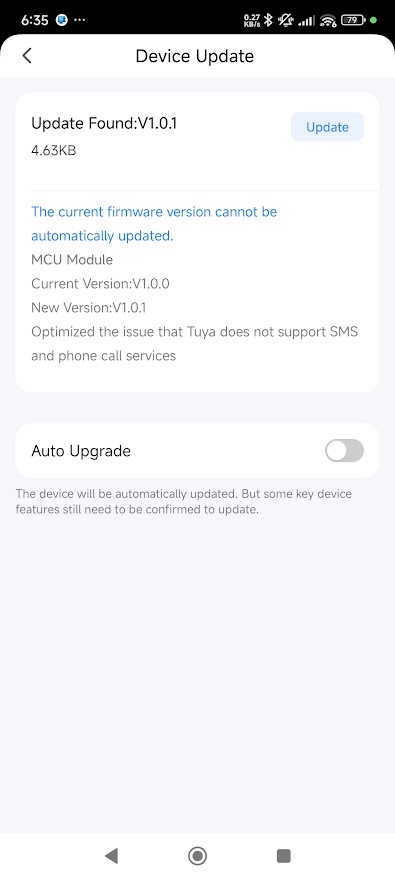 6:35 ••• 0.27 KB/s 6 79
Device Update
Update Found:V1.0.1
Update
4.63KB
The current firmware version cannot be
automatically updated.
MCU Module
Current Version:V1.0.0
New Version:V1.0.1
Optimized the issue that Tuya does not support SMS
and phone call services
Auto Upgrade
The device will be automatically updated. But some key device
features still need to be confirmed to update.